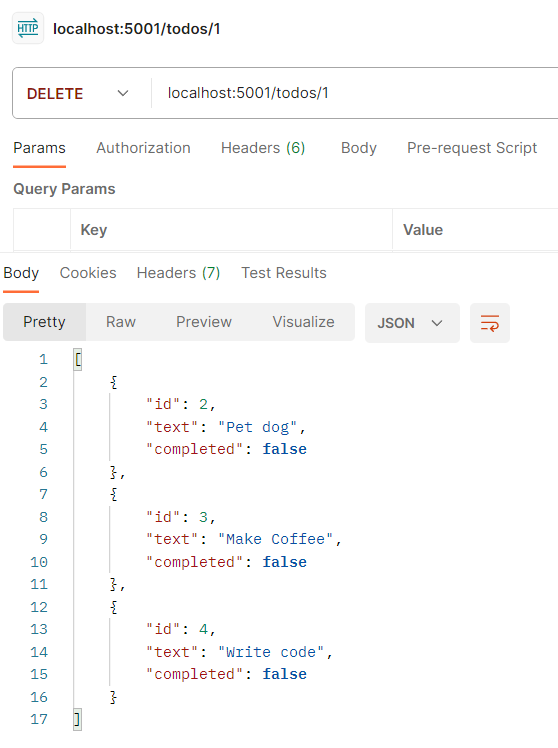 HTTP localhost:5001/todos/1
DELETE localhost:5001/todos/1
Params Authorization Headers (6) Body Pre-request Script
Query Params
Key Value
Body Cookies Headers (7) Test Results
Pretty Raw Preview Visualize JSON
1 [
2 {
3 "id": 2,
4 "text": "Pet dog",
5 "completed": false
6 },
7 {
8 "id": 3,
9 "text": "Make Coffee",
10 "completed": false
11 },
12 {
13 "id": 4,
14 "text": "Write code",
15 "completed": false
16 }
17 ]